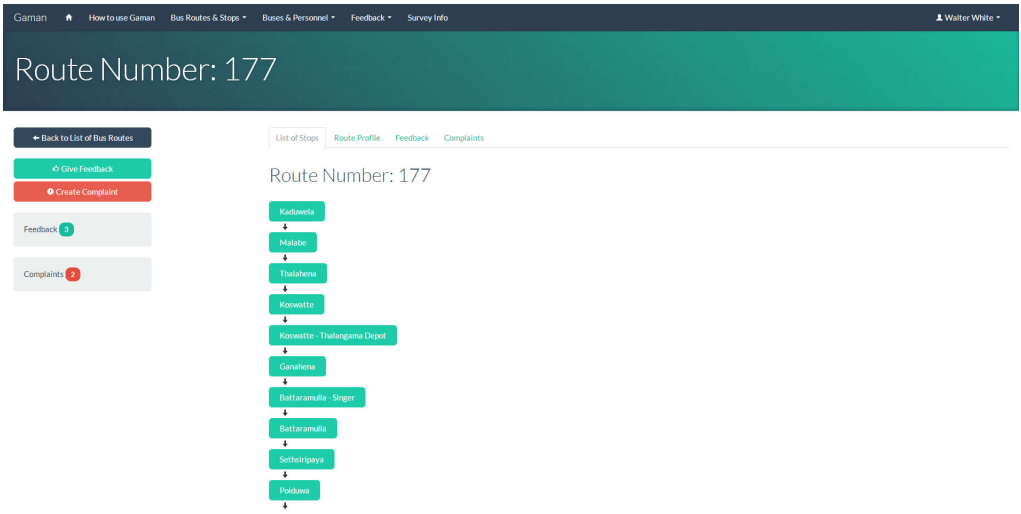 Gaman How to use Gaman Bus Routes & Stops Buses & Personnel Feedback Survey Info Walter White
Route Number: 177
Back to List of Bus Routes
Give Feedback
Create Complaint
Feedback 3
Complaints 2
List of Stops Route Profile Feedback Complaints
Route Number: 177
Kaduwela
Malabe
Thalahena
Koswatte
Koswatte - Thalangama Depot
Ganahena
Battaramulla - Singer
Battaramulla
Sethsiripaya
Polduwa